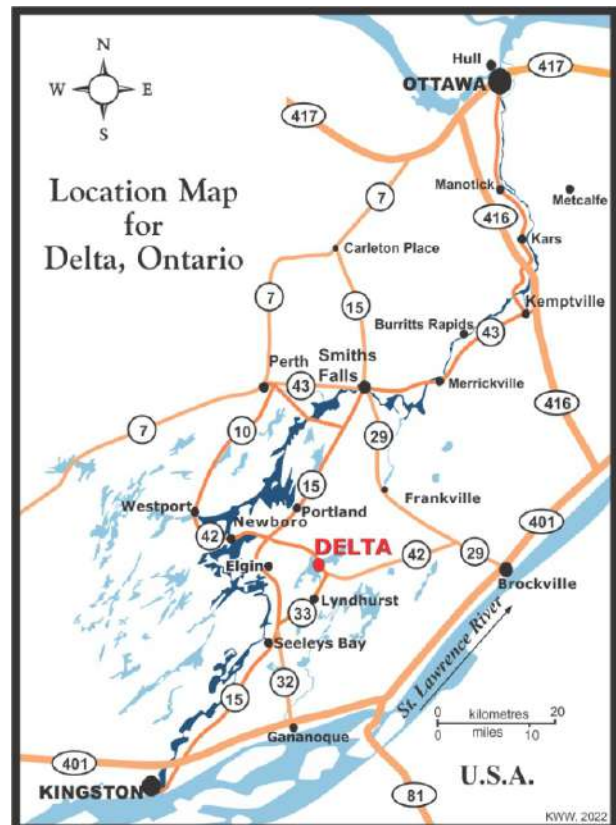 Hull
OTTAWA
417
N
W E
S
417
Location Map
for
Delta, Ontario
7
Manotick
Metcalfe
416
Kars
Carleton Place
7
15
Kemptville
Burritts Rapids
43
Smiths
Falls
Perth
43
Merrickville
416
7
10
29
15
Frankville
Westport
Portland
401
Newboro
42
DELTA
42
29
Elgin
Brockville
Lyndhurst
33
Seeleys Bay
St. Lawrence River
15
32
0 kilometres 20
0 miles 10
Gananoque
401
U.S.A.
KINGSTON
81
KWW, 2022